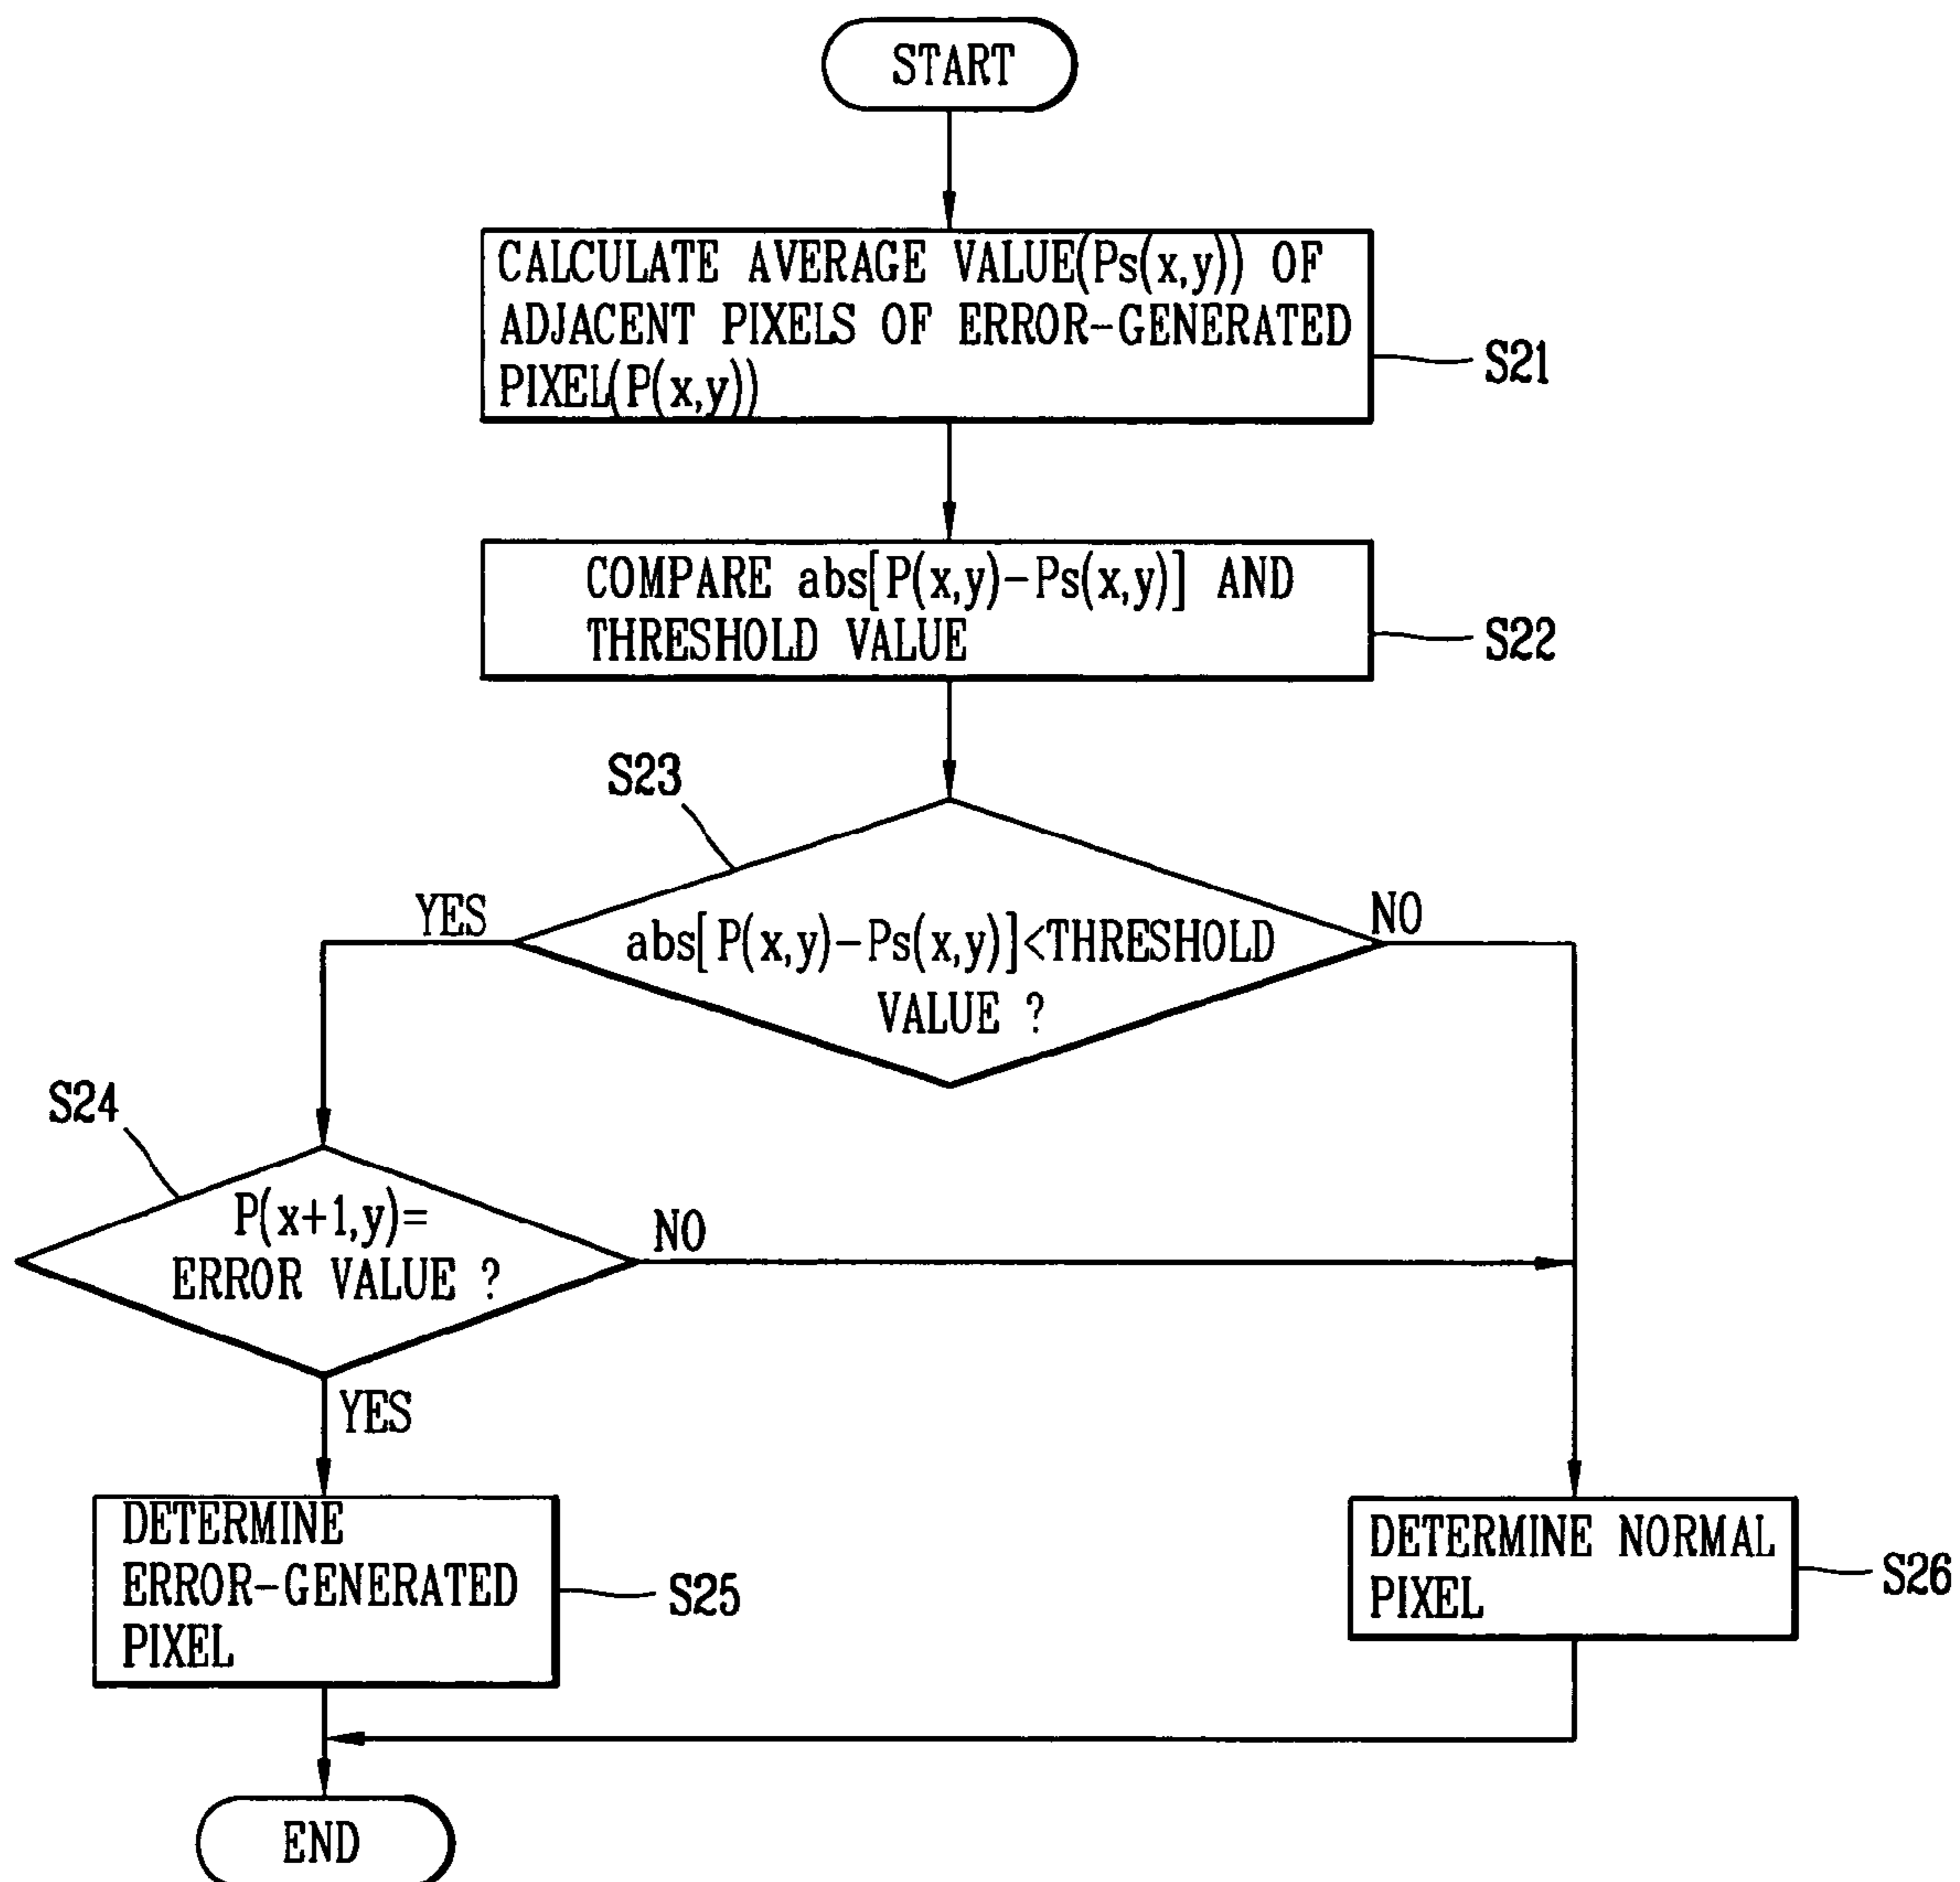 START
CALCULATE AVERAGE VALUE(Ps(x,y)) OF
ADJACENT PIXELS OF ERROR-GENERATED
PIXEL(P(x,y))
S21
COMPARE abs[P(x,y)-Ps(x,y)] AND
THRESHOLD VALUE
S22
S23
YES
NO
abs[P(x,y)-Ps(x,y)]<THRESHOLD
VALUE ?
S24
P(x+1,y)=
ERROR VALUE ?
NO
YES
DETERMINE
ERROR-GENERATED
PIXEL
S25
DETERMINE NORMAL
PIXEL
S26
END